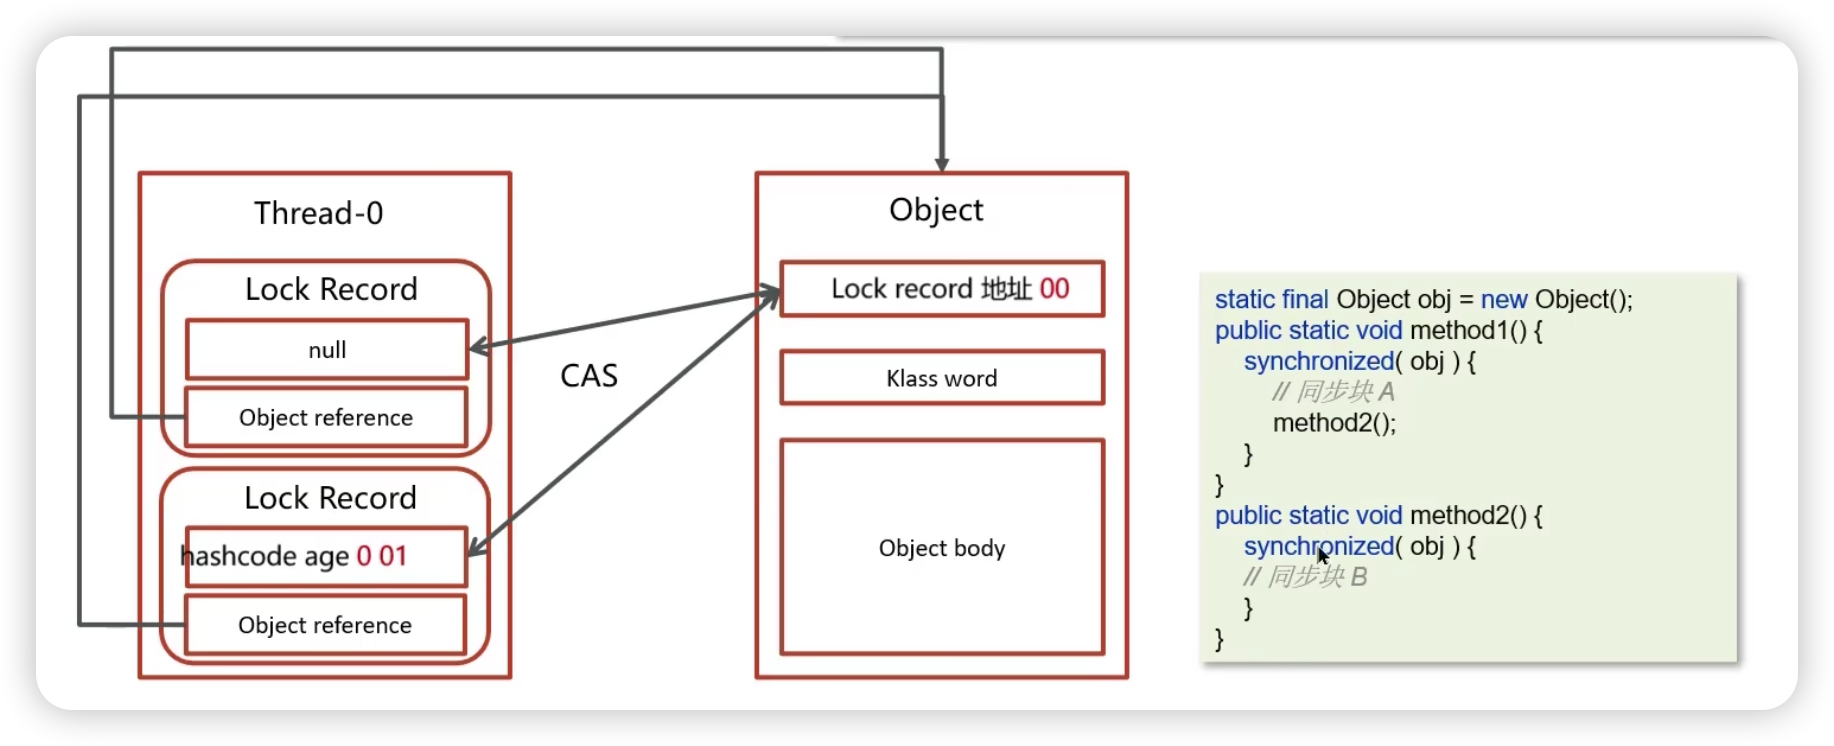 Thread-0
Lock Record
null
Object reference
Lock Record
hashcode age 0 01
Object reference
CAS
Object
Lock record 地址 00
Klass word
Object body
static final Object obj = new Object();
public static void method1() {
synchronized( obj ) {
// 同步块 A
method2();
}
}
public static void method2() {
synchronized( obj ) {
// 同步块 B
}
}